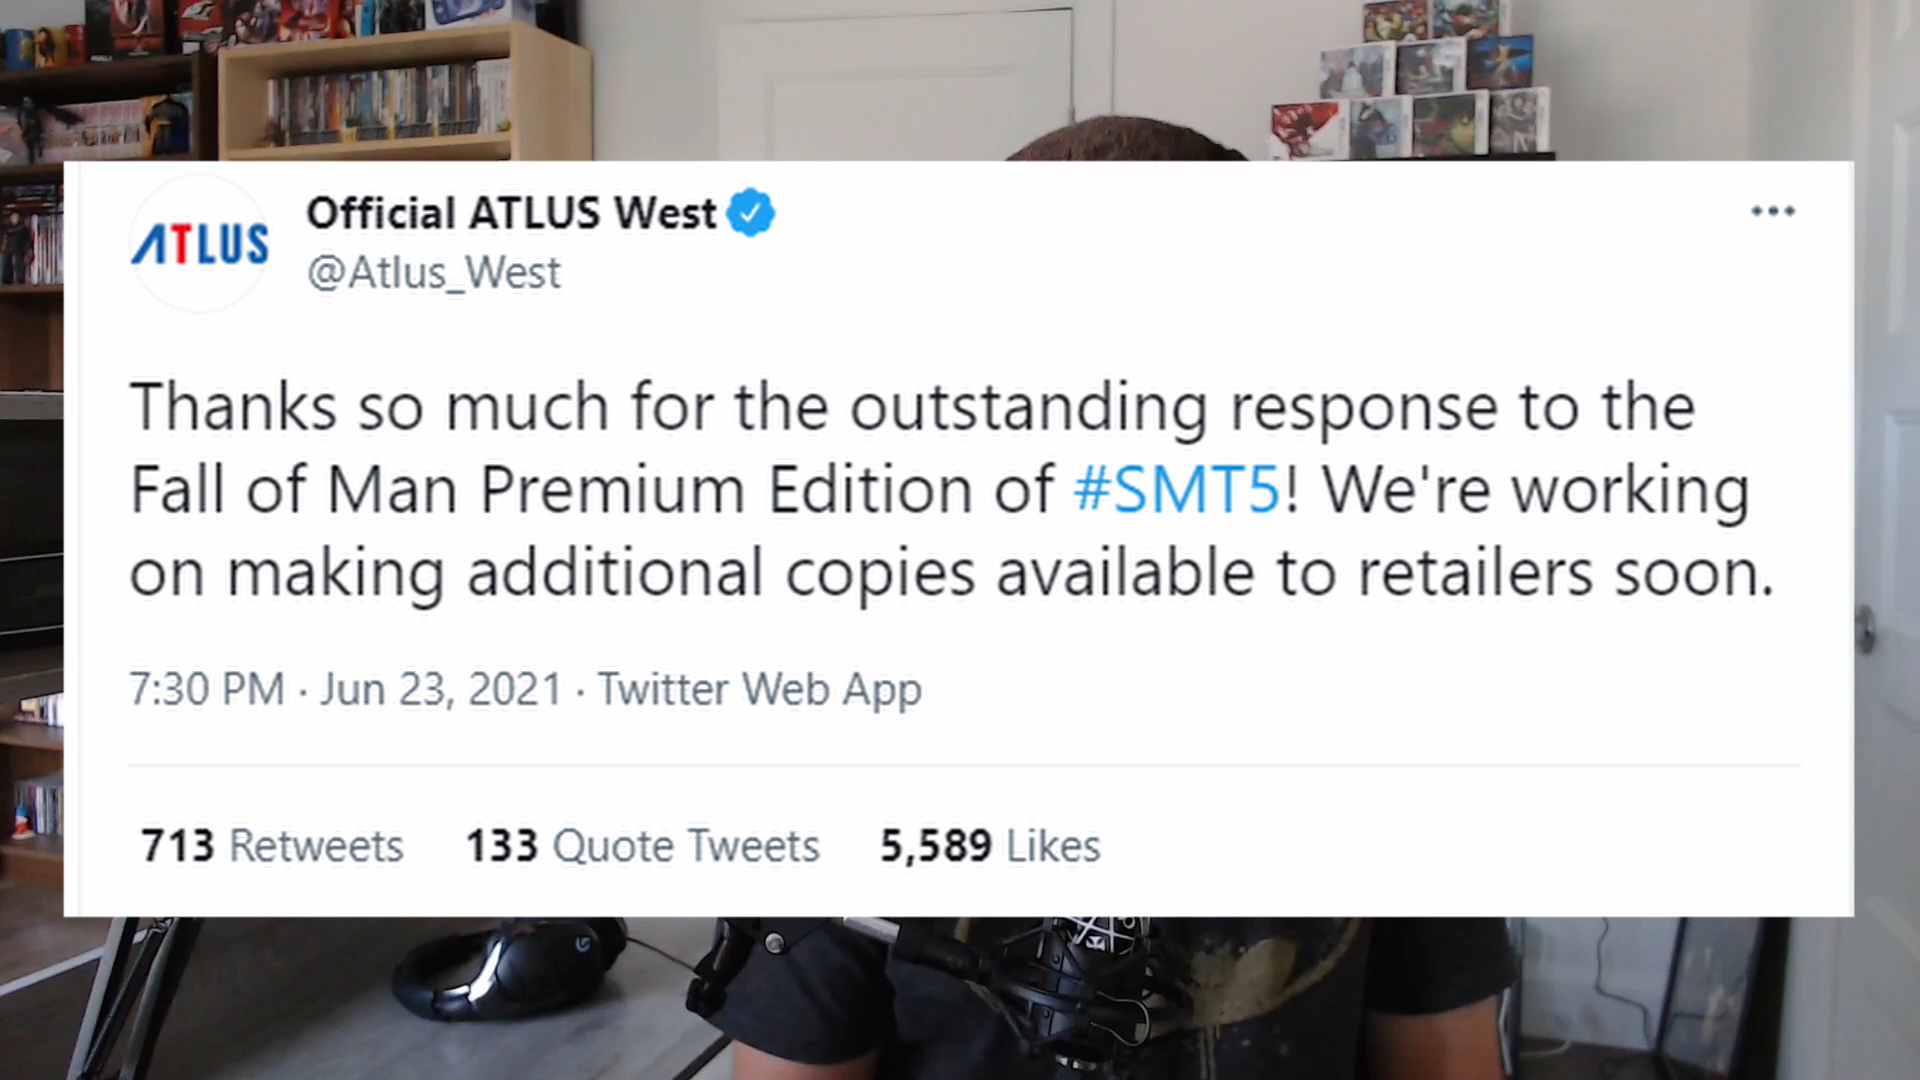 ATLUS
Official ATLUS West
@Atlus_West
Thanks so much for the outstanding response to the
Fall of Man Premium Edition of #SMT5! We're working
on making additional copies available to retailers soon.
7:30 PM · Jun 23, 2021 · Twitter Web App
713 Retweets 133 Quote Tweets 5,589 Likes